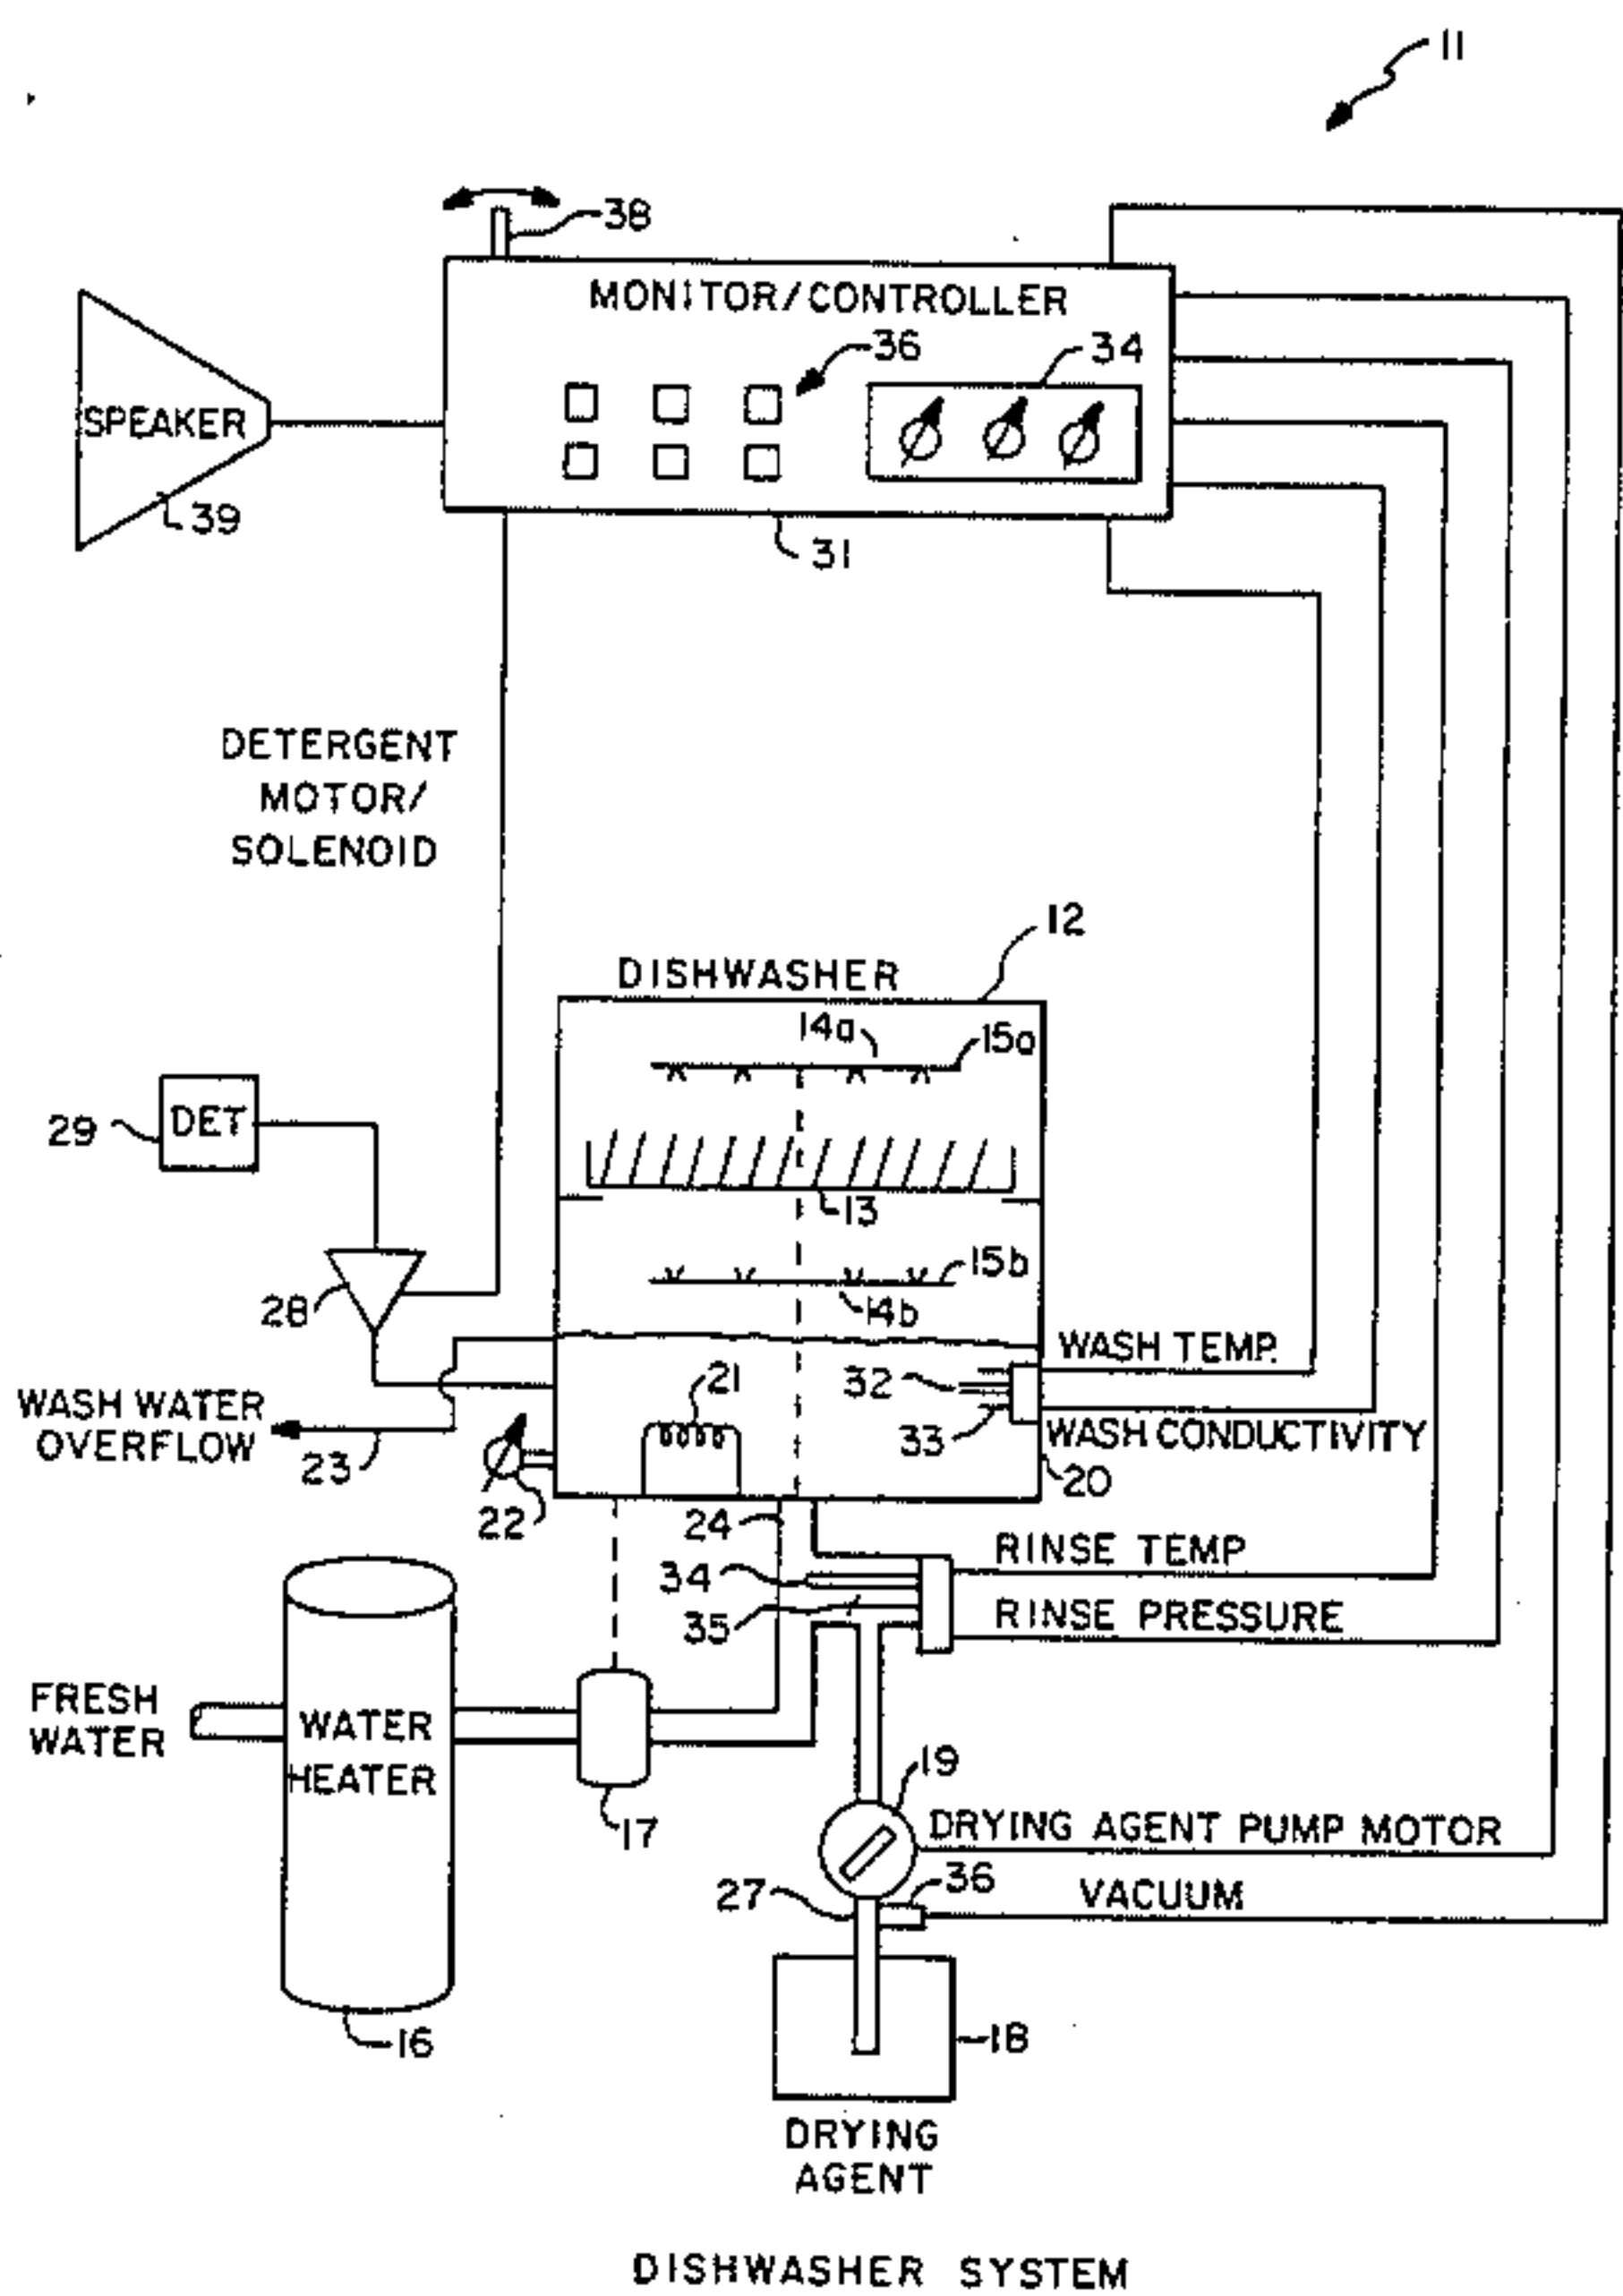 11
38
MONITOR/CONTROLLER
36
34
SPEAKER
39
31
DETERGENT
MOTOR/
SOLENOID
12
DISHWASHER
14a
15a
29
DET
13
15b
28
14b
WASH TEMP.
32
21
WASH WATER
OVERFLOW
33
WASH CONDUCTIVITY
23
20
22
24
RINSE TEMP
34
RINSE PRESSURE
35
FRESH
WATER
WATER
HEATER
19
17
DRYING AGENT PUMP MOTOR
36
27
VACUUM
16
18
DRYING
AGENT
DISHWASHER SYSTEM